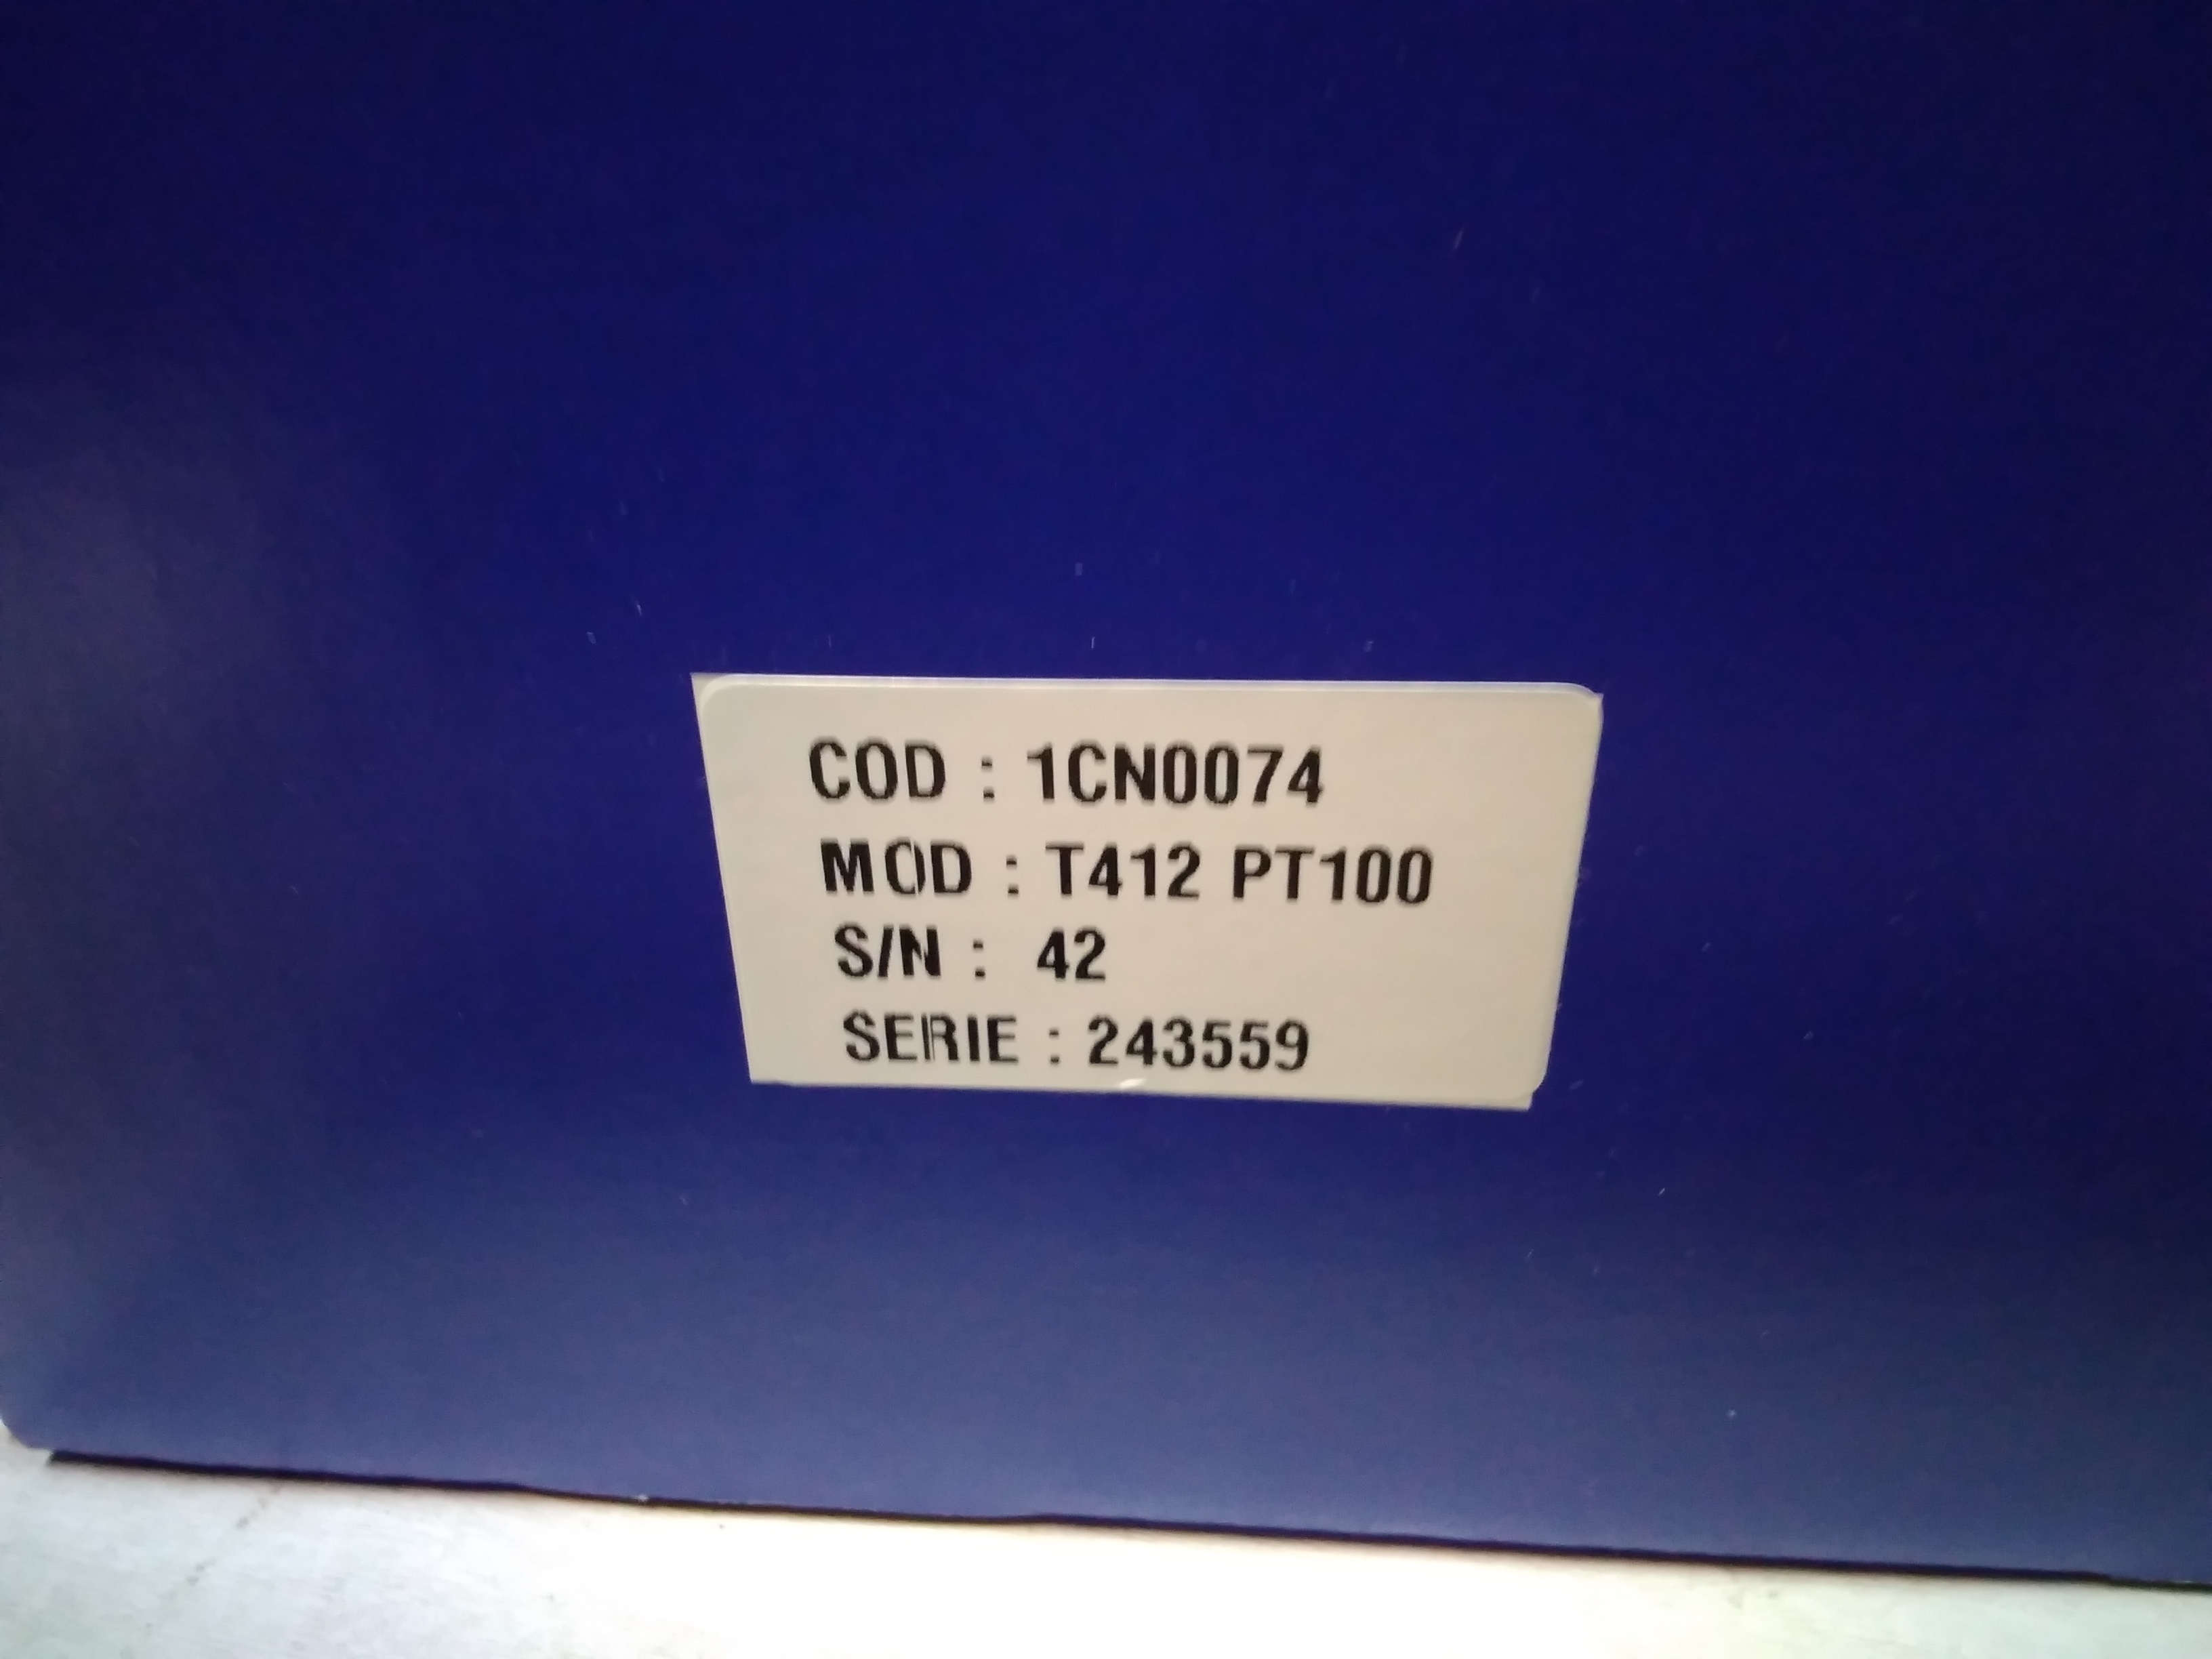 COD : 1CN0074
MOD : T412 PT100
S/N : 42
SERIE : 243559